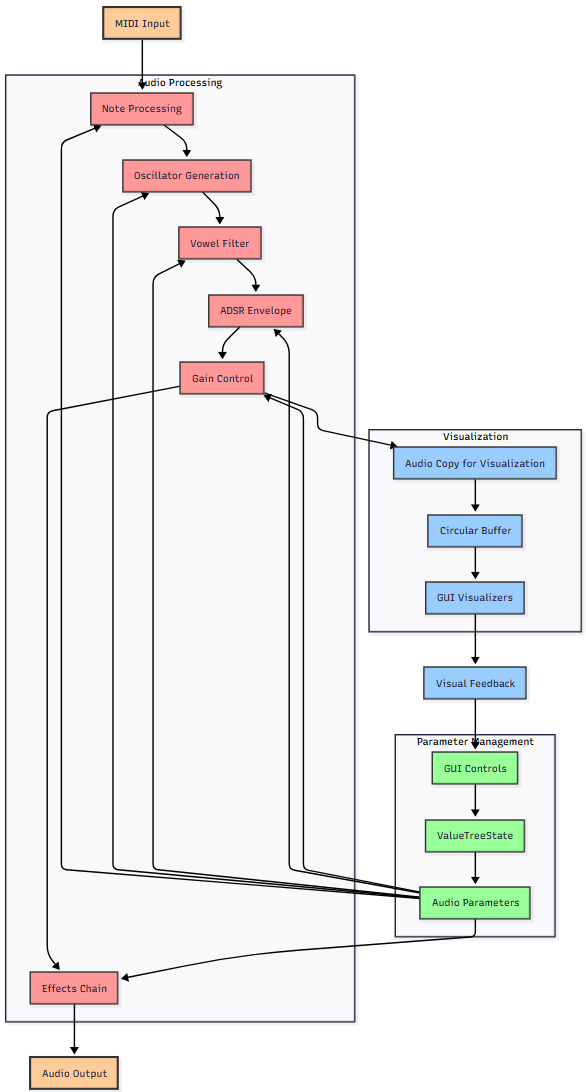 MIDI Input
Audio Processing
Note Processing
Oscillator Generation
Vowel Filter
ADSR Envelope
Gain Control
Visualization
Audio Copy for Visualization
Circular Buffer
GUI Visualizers
Visual Feedback
Parameter Management
GUI Controls
ValueTreeState
Audio Parameters
Effects Chain
Audio Output